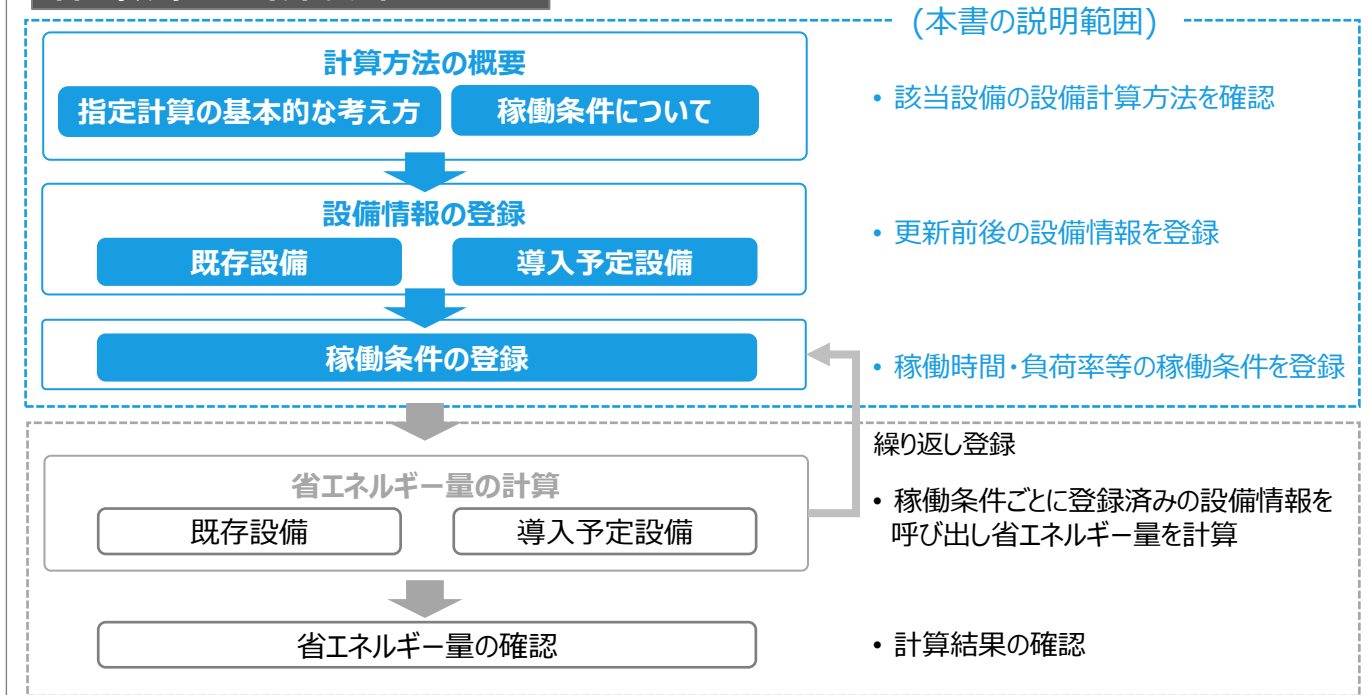 (本書の説明範囲)
計算方法の概要
指定計算の基本的な考え方
稼働条件について
• 該当設備の設備計算方法を確認
設備情報の登録
既存設備
導入予定設備
• 更新前後の設備情報を登録
稼働条件の登録
• 稼働時間・負荷率等の稼働条件を登録
繰り返し登録
省エネルギー量の計算
既存設備
導入予定設備
• 稼働条件ごとに登録済みの設備情報を
呼び出し省エネルギー量を計算
省エネルギー量の確認
• 計算結果の確認